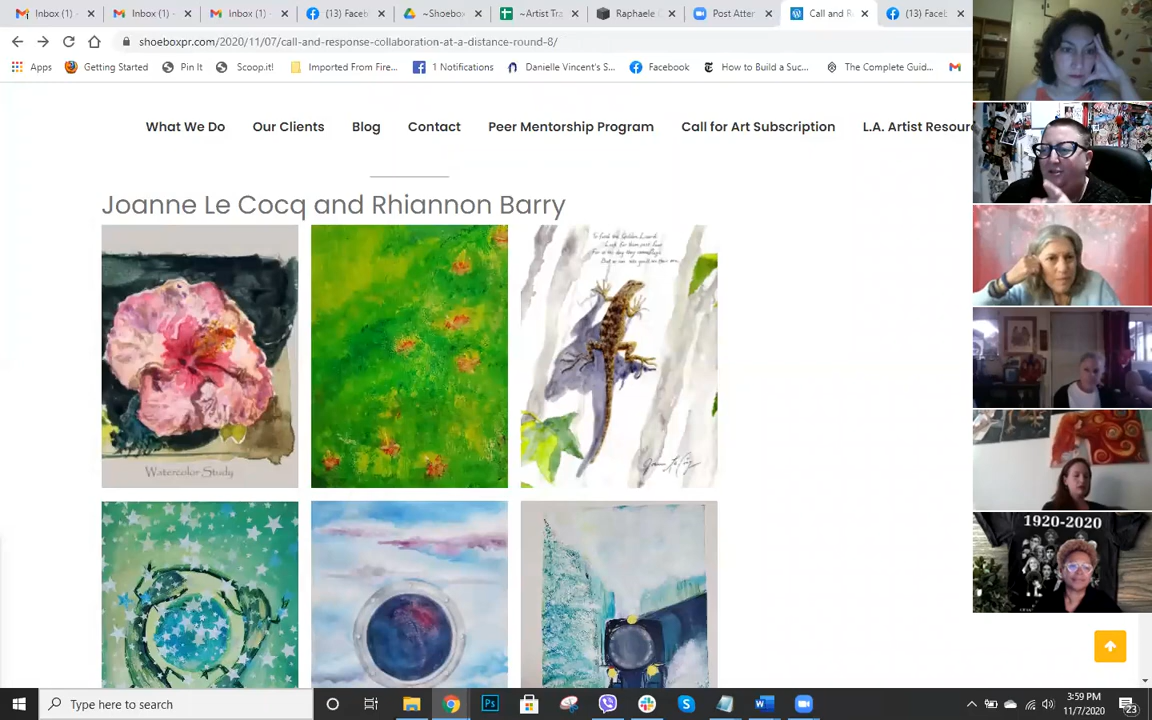 Inbox (1) -
Inbox (1) -
Inbox (1) -
(13) Faceb
~Shoebox
~Artist Tra
Raphaele
Post Atten
Call and R
(13) Faceb
shoeboxpr.com/2020/11/07/call-and-response-collaboration-at-a-distance-round-8/
Apps
Getting Started
Pin It
Scoop.it!
Imported From Fire...
1 Notifications
Danielle Vincent's S...
Facebook
How to Build a Suc...
The Complete Guid...
What We Do
Our Clients
Blog
Contact
Peer Mentorship Program
Call for Art Subscription
L.A. Artist Resour
Joanne Le Cocq and Rhiannon Barry
Watercolor Study
1920-2020
Type here to search
3:59 PM
11/7/2020
23